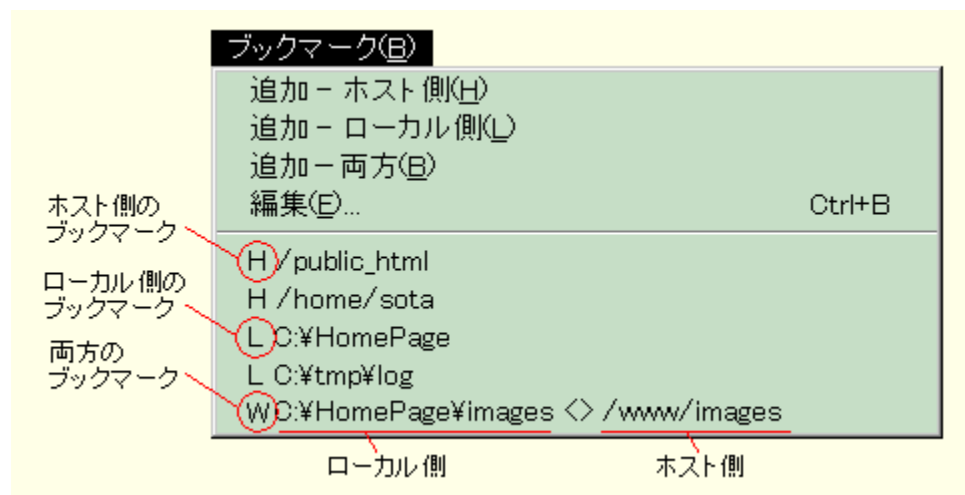 ブックマーク(B)
追加 − ホスト側(H)
追加 − ローカル側(L)
追加 − 両方(B)
編集(E)... Ctrl+B
ホスト側の
ブックマーク
H /public_html
ローカル側の
ブックマーク
H /home/sota
L C:¥HomePage
両方の
ブックマーク
L C:¥tmp¥log
W C:¥HomePage¥images <> /www/images
ローカル側 ホスト側